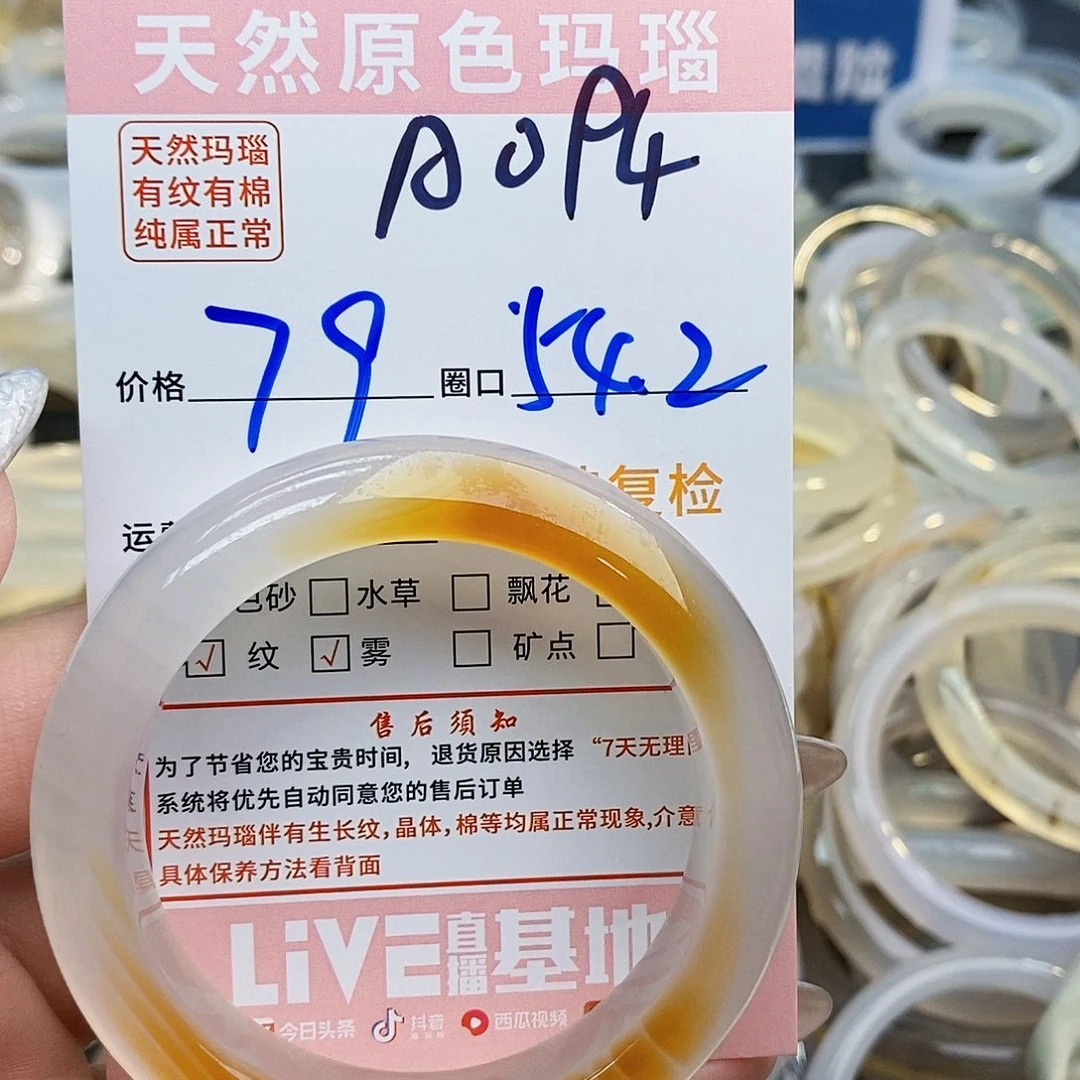 天然原色玛瑙
天然玛瑙
有纹有棉
纯属正常
AOP4
价格 79 圈口 54.2
复检
运
色砂 水草 飘花
√ 纹 √ 雾 矿点
售后须知
为了节省您的宝贵时间， 退货原因选择 “7天无理
系统将优先自动同意您的售后订单
天然玛瑙伴有生长纹，晶体，棉等均属正常现象，介意
具体保养方法看背面
LiVE直播基地
今日头条 抖音 西瓜视频